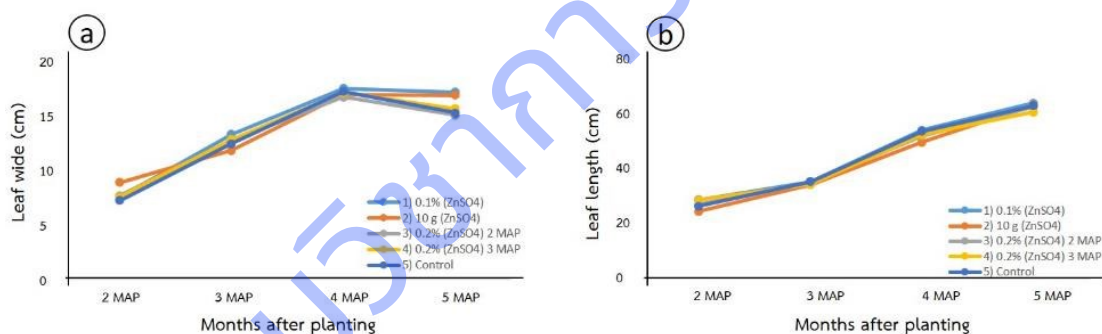 a
Leaf wide (cm)
20
15
10
5
0
2 MAP 3 MAP 4 MAP 5 MAP
Months after planting
1) 0.1% (ZnSO4)
2) 10 g (ZnSO4)
3) 0.2% (ZnSO4) 2 MAP
4) 0.2% (ZnSO4) 3 MAP
5) Control
b
Leaf length (cm)
80
60
40
20
0
2 MAP 3 MAP 4 MAP 5 MAP
Months after planting
1) 0.1% (ZnSO4)
2) 10 g (ZnSO4)
3) 0.2% (ZnSO4) 2 MAP
4) 0.2% (ZnSO4) 3 MAP
5) Control